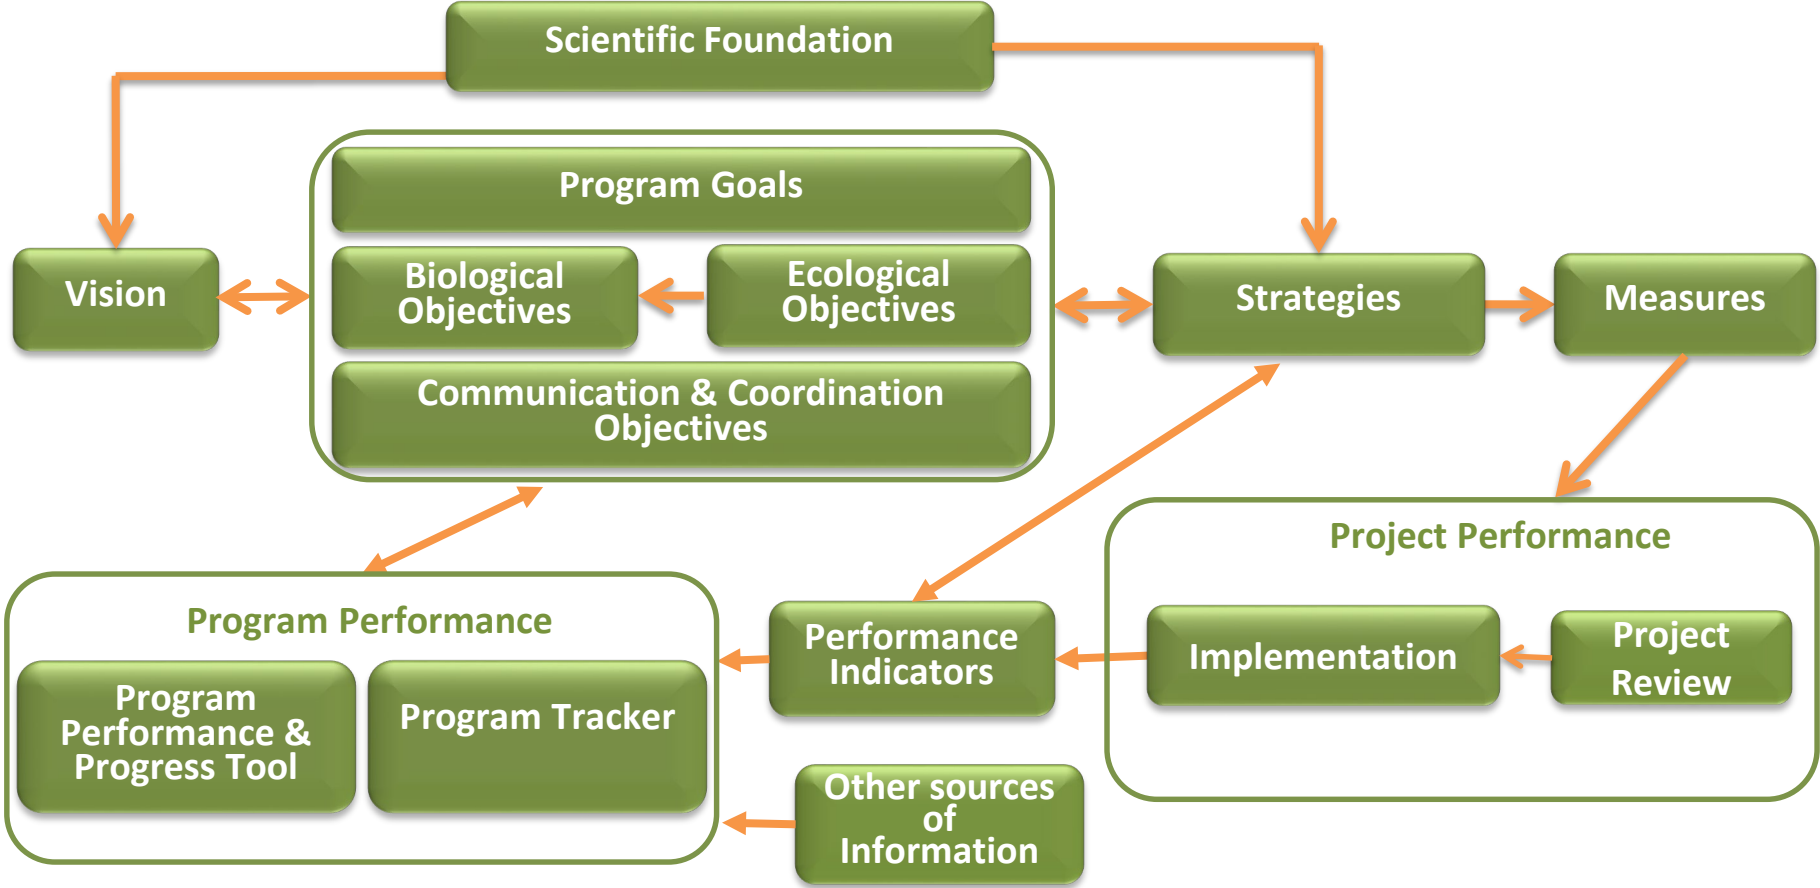 Scientific Foundation
Program Goals
Vision
Biological
Objectives
Ecological
Objectives
Strategies
Measures
Communication & Coordination
Objectives
Project Performance
Program Performance
Performance
Indicators
Implementation
Project
Review
Program
Performance &
Progress Tool
Program Tracker
Other sources
of
Information